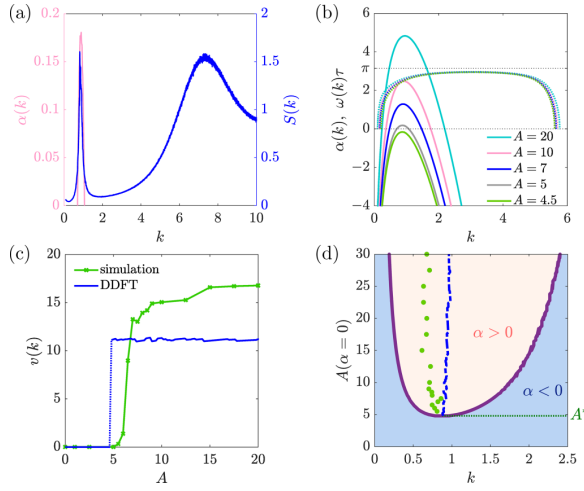 (a)
0.2
0.15
0.1
0.05
0
α(k)
2
1.5
1
0.5
0
S(k)
0 2 4 6 8 10
k
(b)
6
4
π
2
0
-2
-4
α(k), ω(k)τ
A = 20
A = 10
A = 7
A = 5
A = 4.5
0 2 4 6
k
(c)
20
15
10
5
0
v(k)
simulation
DDFT
0 5 10 15 20
A
(d)
30
25
20
15
10
5
0
A(α = 0)
α > 0
α < 0
0 0.5 1 1.5 2 2.5
k